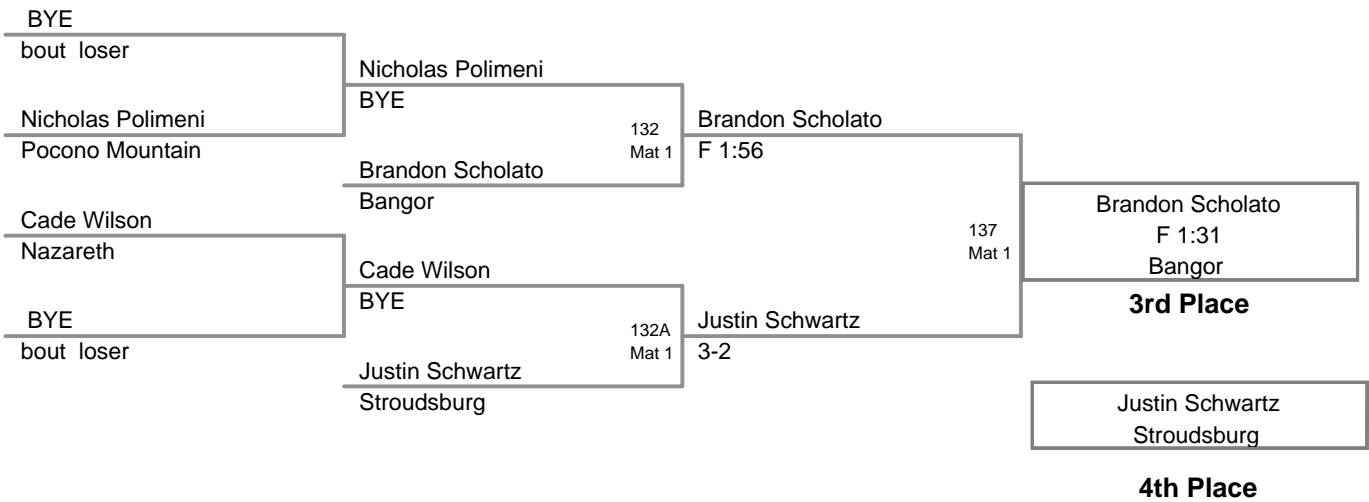 BYE
bout loser
Nicholas Polimeni
BYE
Nicholas Polimeni
Pocono Mountain
132
Mat 1
Brandon Scholato
F 1:56
Brandon Scholato
Bangor
Cade Wilson
Nazareth
137
Mat 1
Brandon Scholato
F 1:31
Bangor
3rd Place
Cade Wilson
BYE
BYE
bout loser
132A
Mat 1
Justin Schwartz
3-2
Justin Schwartz
Stroudsburg
Justin Schwartz
Stroudsburg
4th Place